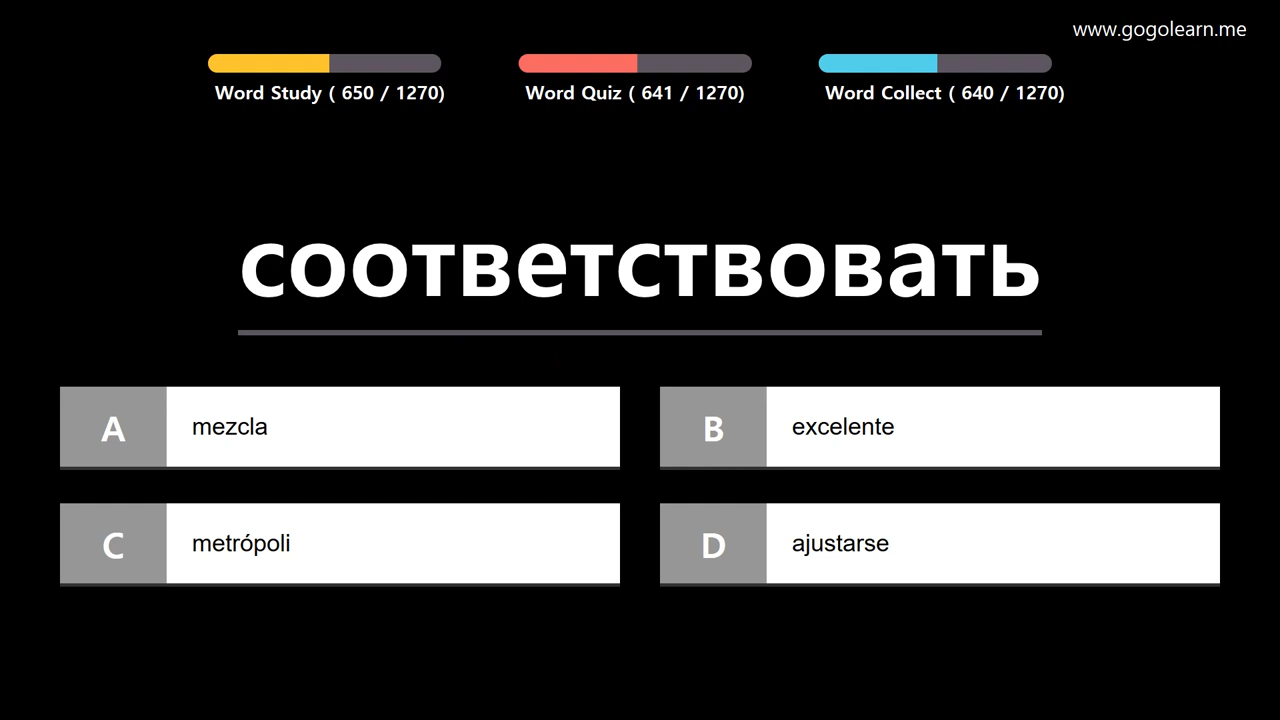 www.gogolearn.me
Word Study ( 650 / 1270)
Word Quiz ( 641 / 1270)
Word Collect ( 640 / 1270)
соответствовать
A mezcla
B excelente
C metrópoli
D ajustarse